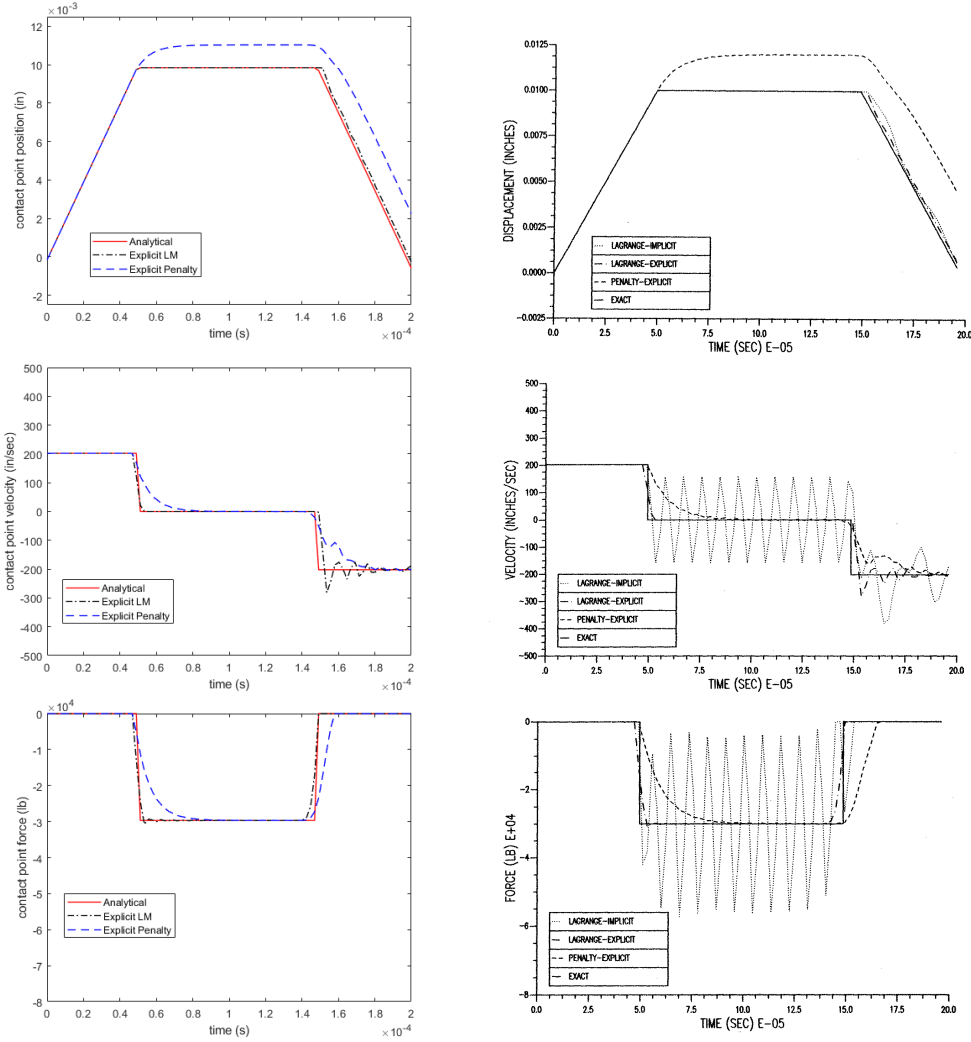 ×10⁻³
12
10
8
6
4
2
0
-2
contact point position (in)
Analytical
Explicit LM
Explicit Penalty
0 0.2 0.4 0.6 0.8 1 1.2 1.4 1.6 1.8 2
time (s)
×10⁻⁴
0.0125
0.0100
0.0075
0.0050
0.0025
0.0000
-0.0025
DISPLACEMENT (INCHES)
LAGRANGE-IMPLICIT
LAGRANGE-EXPLICIT
PENALTY-EXPLICIT
EXACT
0.0 2.5 5.0 7.5 10.0 12.5 15.0 17.5 20.0
TIME (SEC) E-05
500
400
300
200
100
0
-100
-200
-300
-400
-500
contact point velocity (in/sec)
Analytical
Explicit LM
Explicit Penalty
0 0.2 0.4 0.6 0.8 1 1.2 1.4 1.6 1.8 2
time (s)
×10⁻⁴
500
400
300
200
100
0
-100
-200
-300
-400
-500
VELOCITY (INCHES/SEC)
LAGRANGE-IMPLICIT
LAGRANGE-EXPLICIT
PENALTY-EXPLICIT
EXACT
0.0 2.5 5.0 7.5 10.0 12.5 15.0 17.5 20.0
TIME (SEC) E-05
×10⁴
0
-1
-2
-3
-4
-5
-6
-7
-8
contact point force (lb)
Analytical
Explicit LM
Explicit Penalty
0 0.2 0.4 0.6 0.8 1 1.2 1.4 1.6 1.8 2
time (s)
×10⁻⁴
0
-2
-4
-6
-8
FORCE (LB) E+04
LAGRANGE-IMPLICIT
LAGRANGE-EXPLICIT
PENALTY-EXPLICIT
EXACT
0.0 2.5 5.0 7.5 10.0 12.5 15.0 17.5 20.0
TIME (SEC) E-05